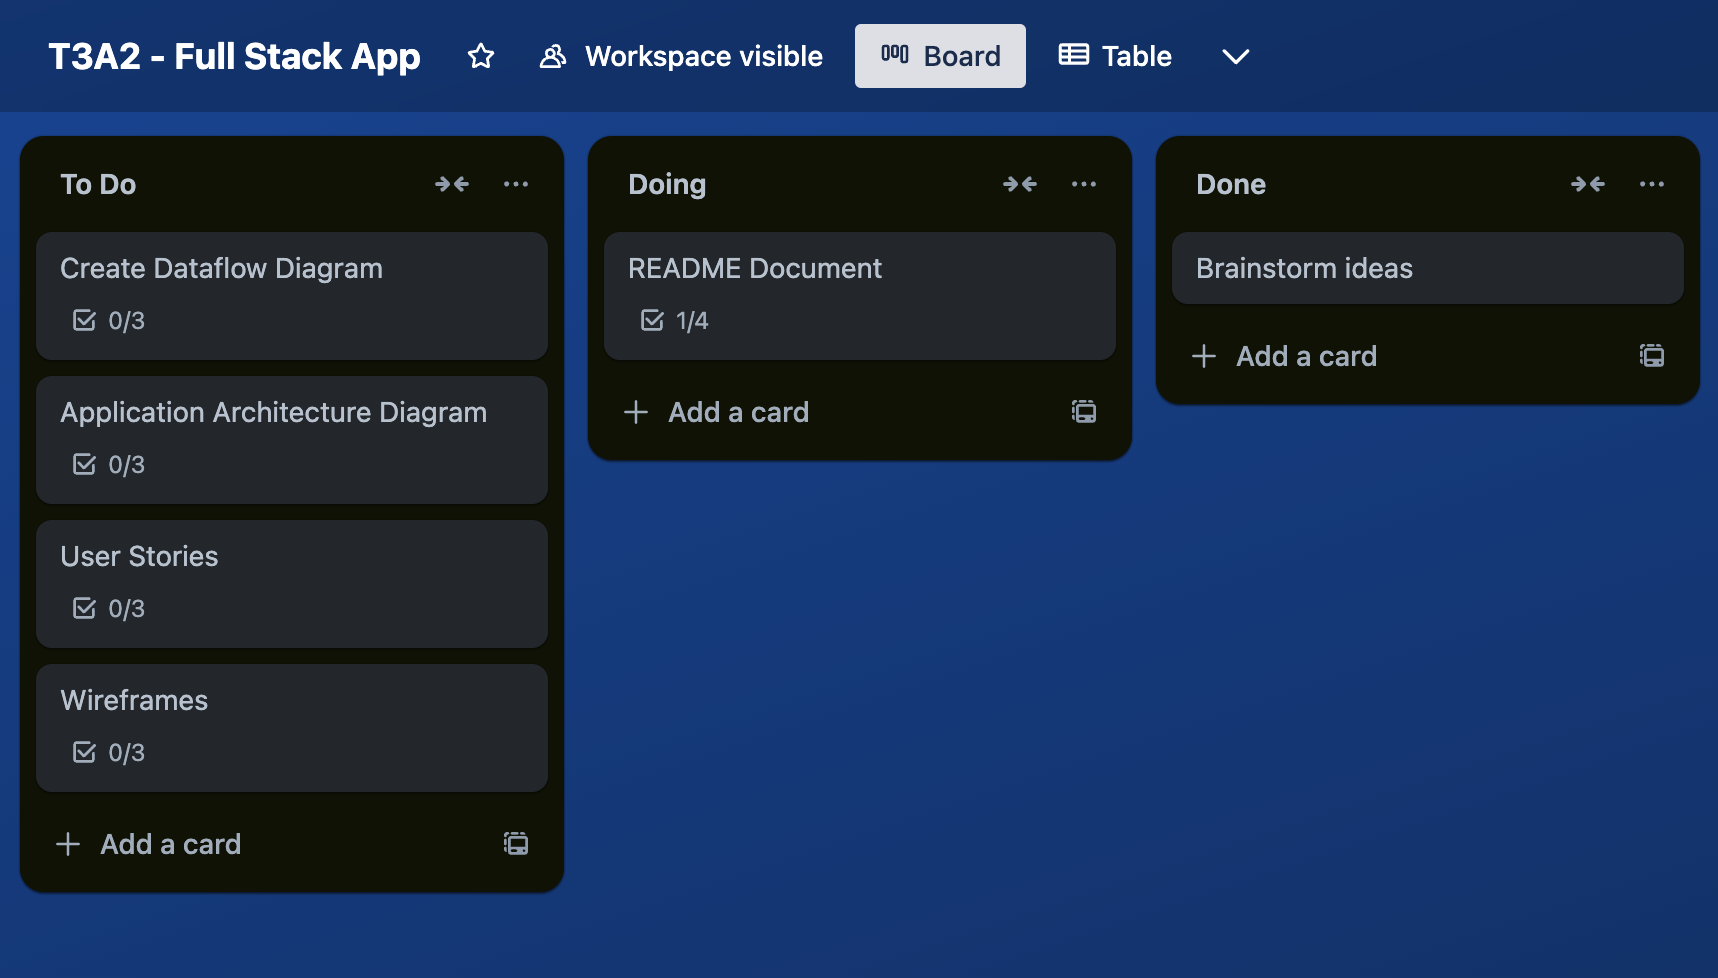 T3A2 - Full Stack App
Workspace visible
Board
Table
To Do
Create Dataflow Diagram
0/3
Application Architecture Diagram
0/3
User Stories
0/3
Wireframes
0/3
Add a card
Doing
README Document
1/4
Add a card
Done
Brainstorm ideas
Add a card